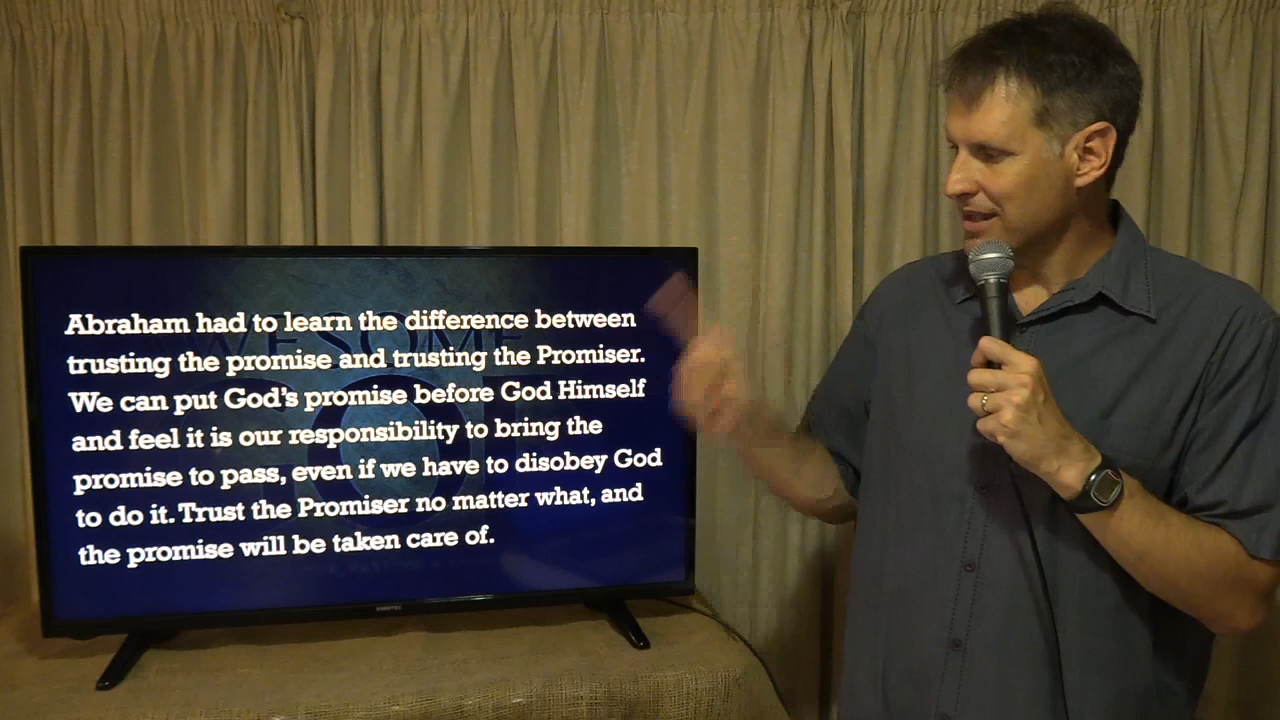 Abraham had to learn the difference between
trusting the promise and trusting the Promiser.
We can put God's promise before God Himself
and feel it is our responsibility to bring the
promise to pass, even if we have to disobey God
to do it. Trust the Promiser no matter what, and
the promise will be taken care of.